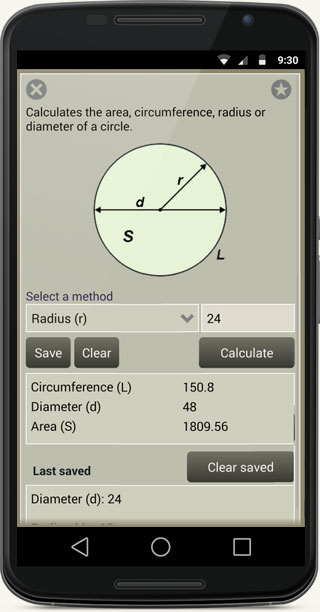 9:30
Calculates the area, circumference, radius or
diameter of a circle.
r
d
S
L
Select a method
Radius (r) 24
Save Clear Calculate
Circumference (L) 150.8
Diameter (d) 48
Area (S) 1809.56
Last saved Clear saved
Diameter (d): 24